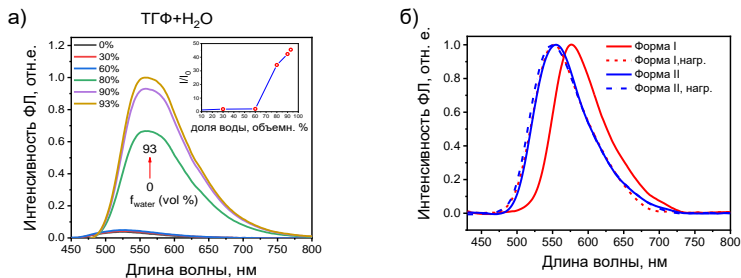 а)
ТГФ+H₂O
Интенсивность ФЛ, отн.е.
1.2
1.0
0.8
0.6
0.4
0.2
0.0
0%
30%
60%
80%
90%
93%
93
0
f_water (vol %)
I/I₀
50
40
30
20
10
0
10 20 30 40 50 60 70 80 90 100
доля воды, объемн. %
450 500 550 600 650 700 750 800
Длина волны, нм
б)
Интенсивность ФЛ, отн.е.
1.0
0.8
0.6
0.4
0.2
0.0
Форма I
Форма I,нагр.
Форма II
Форма II, нагр.
450 500 550 600 650 700 750 800
Длина волны, нм